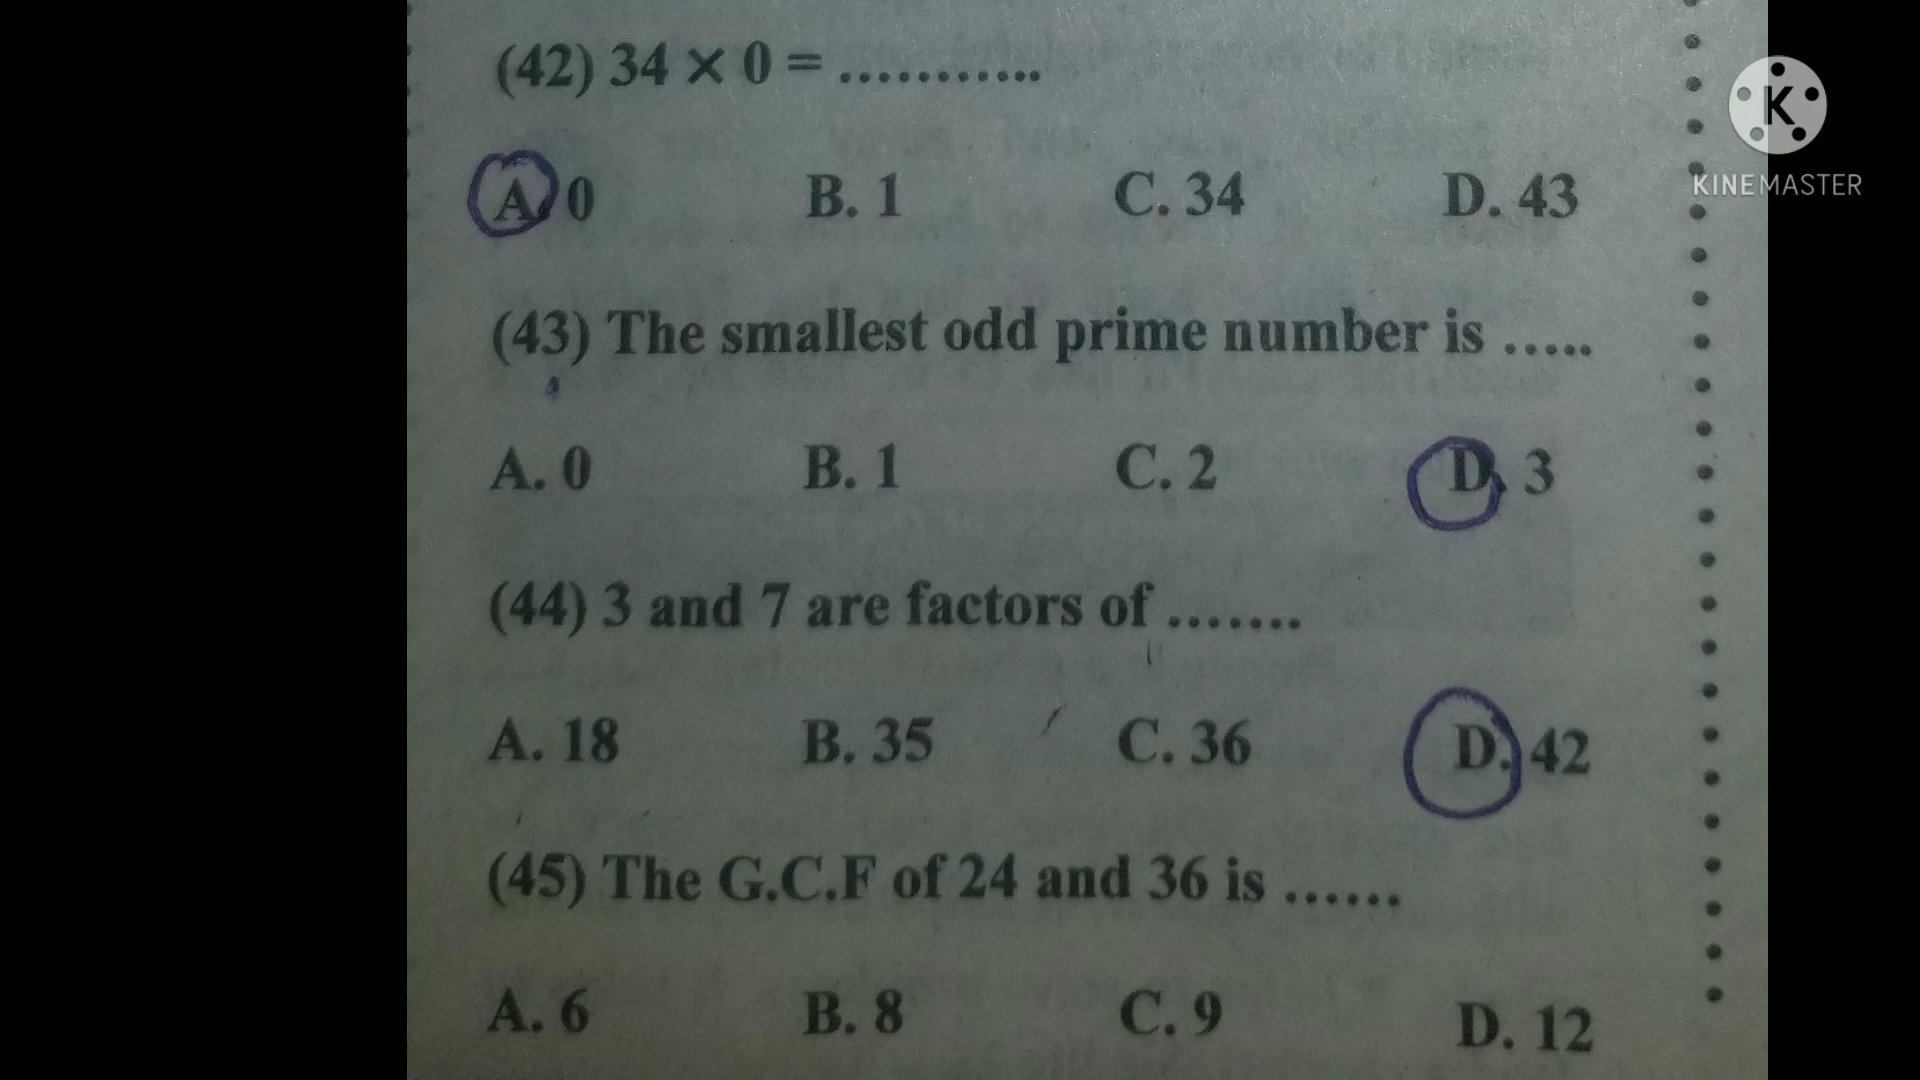 (42) 34 × 0 = ............
A. 0 B. 1 C. 34 D. 43
K
KINEMASTER
(43) The smallest odd prime number is .....
A. 0 B. 1 C. 2 D. 3
(44) 3 and 7 are factors of .......
A. 18 B. 35 C. 36 D. 42
(45) The G.C.F of 24 and 36 is ......
A. 6 B. 8 C. 9 D. 12